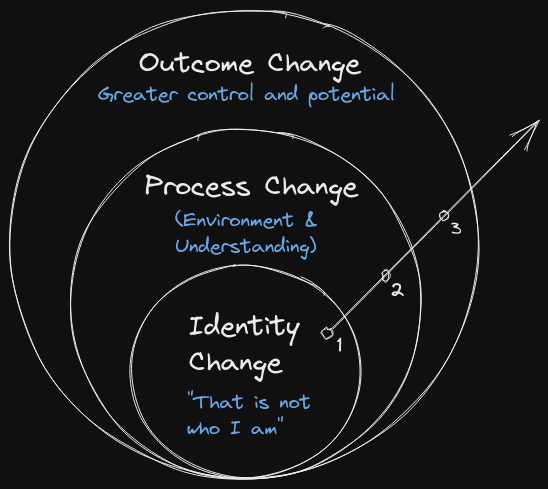 Outcome Change
Greater control and potential
Process Change
(Environment &
Understanding)
3
2
Identity
1
Change
"That is not
who I am"